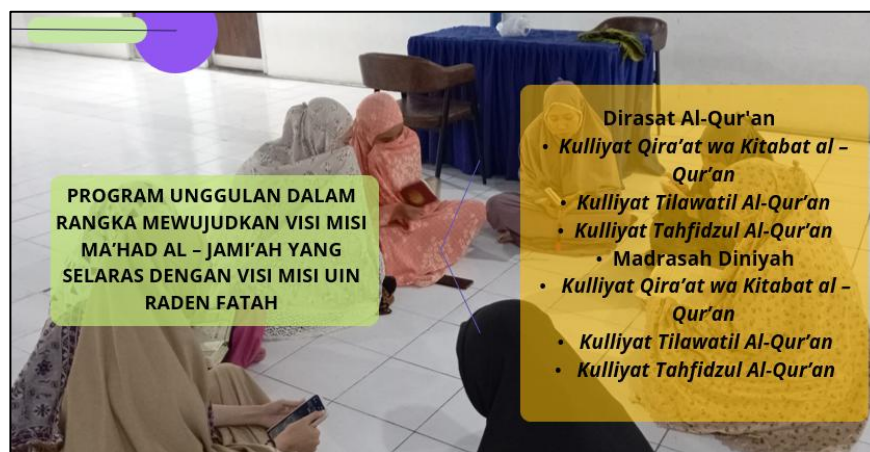 PROGRAM UNGGULAN DALAM
RANGKA MEWUJUDKAN VISI MISI
MA'HAD AL – JAMI'AH YANG
SELARAS DENGAN VISI MISI UIN
RADEN FATAH
Dirasat Al-Qur'an
• Kulliyat Qira'at wa Kitabat al –
Qur'an
• Kulliyat Tilawatil Al-Qur'an
• Kulliyat Tahfidzul Al-Qur'an
• Madrasah Diniyah
• Kulliyat Qira'at wa Kitabat al –
Qur'an
• Kulliyat Tilawatil Al-Qur'an
• Kulliyat Tahfidzul Al-Qur'an